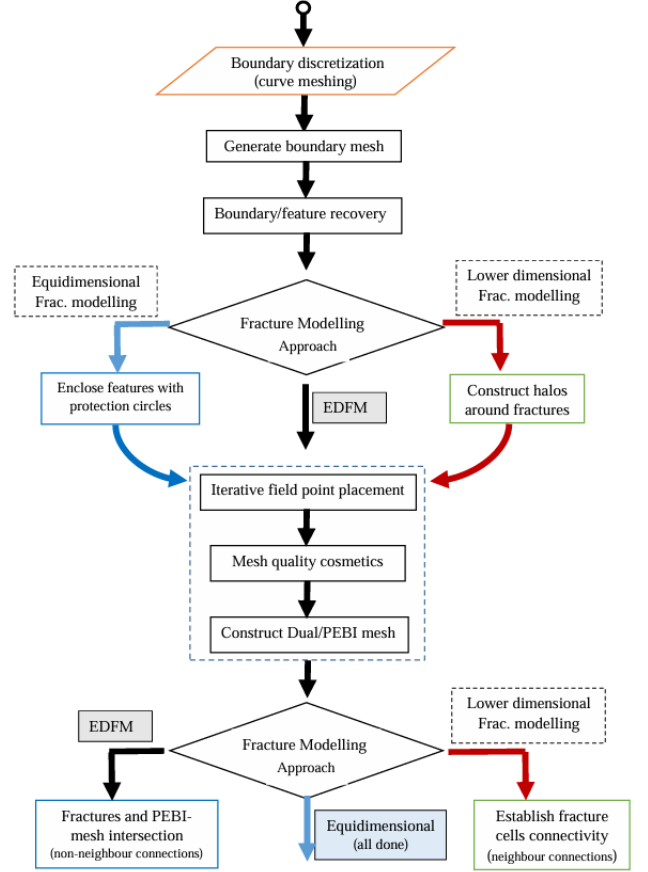 Boundary discretization
(curve meshing)
Generate boundary mesh
Boundary/feature recovery
Equidimensional
Frac. modelling
Lower dimensional
Frac. modelling
Fracture Modelling
Approach
Enclose features with
protection circles
EDFM
Construct halos
around fractures
Iterative field point placement
Mesh quality cosmetics
Construct Dual/PEBI mesh
EDFM
Lower dimensional
Frac. modelling
Fracture Modelling
Approach
Fractures and PEBI-
mesh intersection
(non-neighbour connections)
Equidimensional
(all done)
Establish fracture
cells connectivity
(neighbour connections)